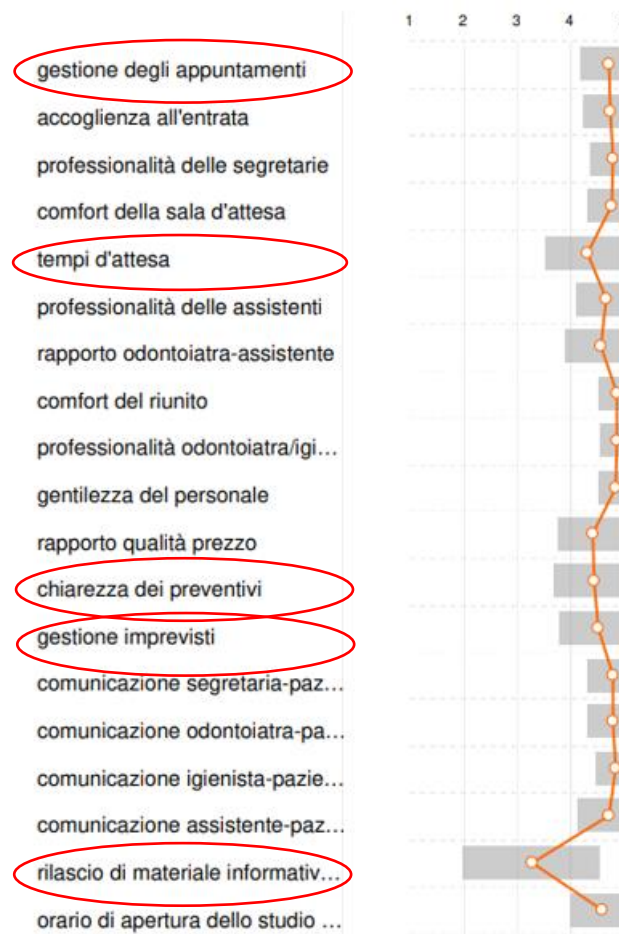 1 2 3 4
gestione degli appuntamenti
accoglienza all'entrata
professionalità delle segretarie
comfort della sala d'attesa
tempi d'attesa
professionalità delle assistenti
rapporto odontoiatra-assistente
comfort del riunito
professionalità odontoiatra/igi...
gentilezza del personale
rapporto qualità prezzo
chiarezza dei preventivi
gestione imprevisti
comunicazione segretaria-paz...
comunicazione odontoiatra-pa...
comunicazione igienista-pazie...
comunicazione assistente-paz...
rilascio di materiale informativ...
orario di apertura dello studio ...